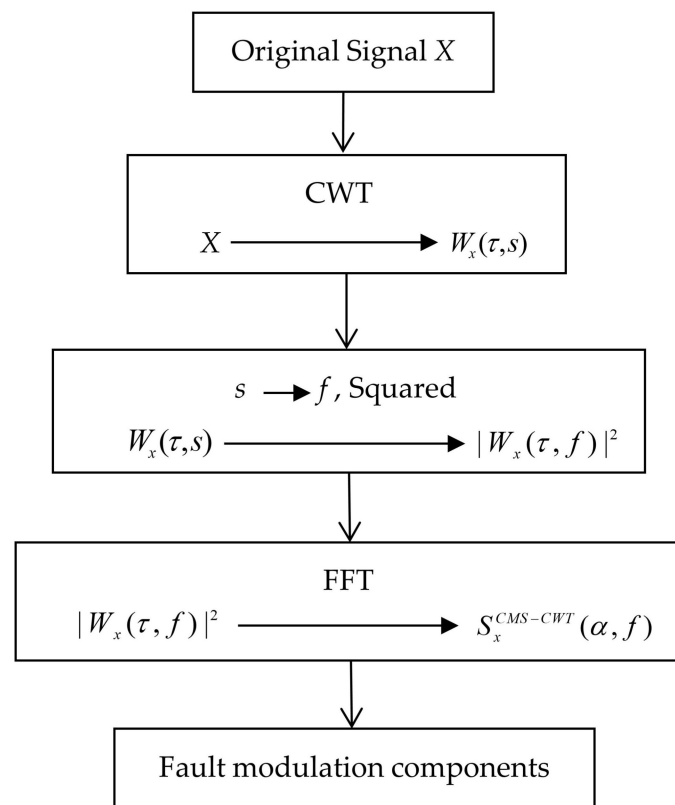 Original Signal X
CWT
X → W_x(τ,s)
s → f, Squared
W_x(τ,s) → |W_x(τ,f)|²
FFT
|W_x(τ,f)|² → S_x^{CMS-CWT}(α,f)
Fault modulation components